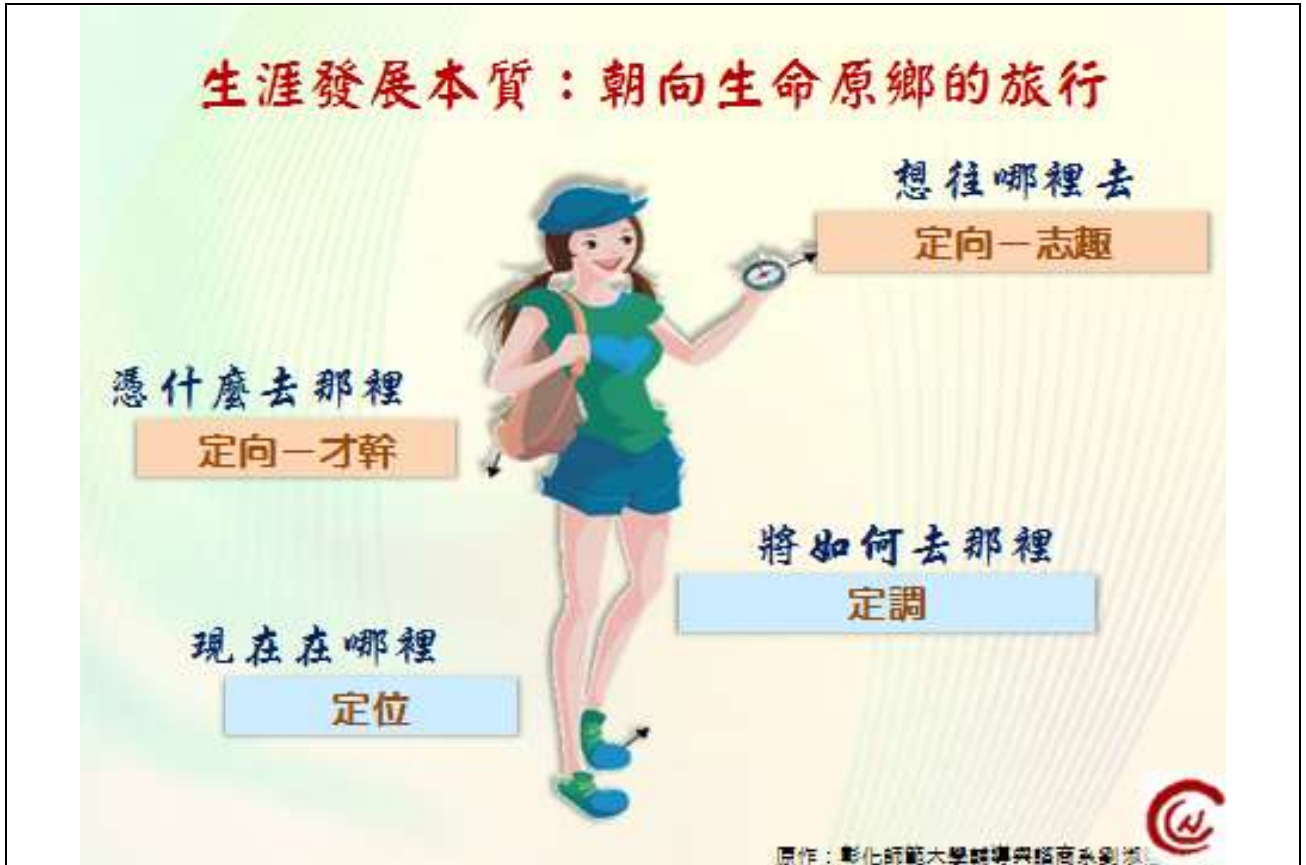 生涯發展本質：朝向生命原鄉的旅行
想往哪裡去
定向－志趣
憑什麼去那裡
定向－才幹
將如何去那裡
定調
現在在哪裡
定位
原作：彰化師範大學輔導與諮商系劉淑